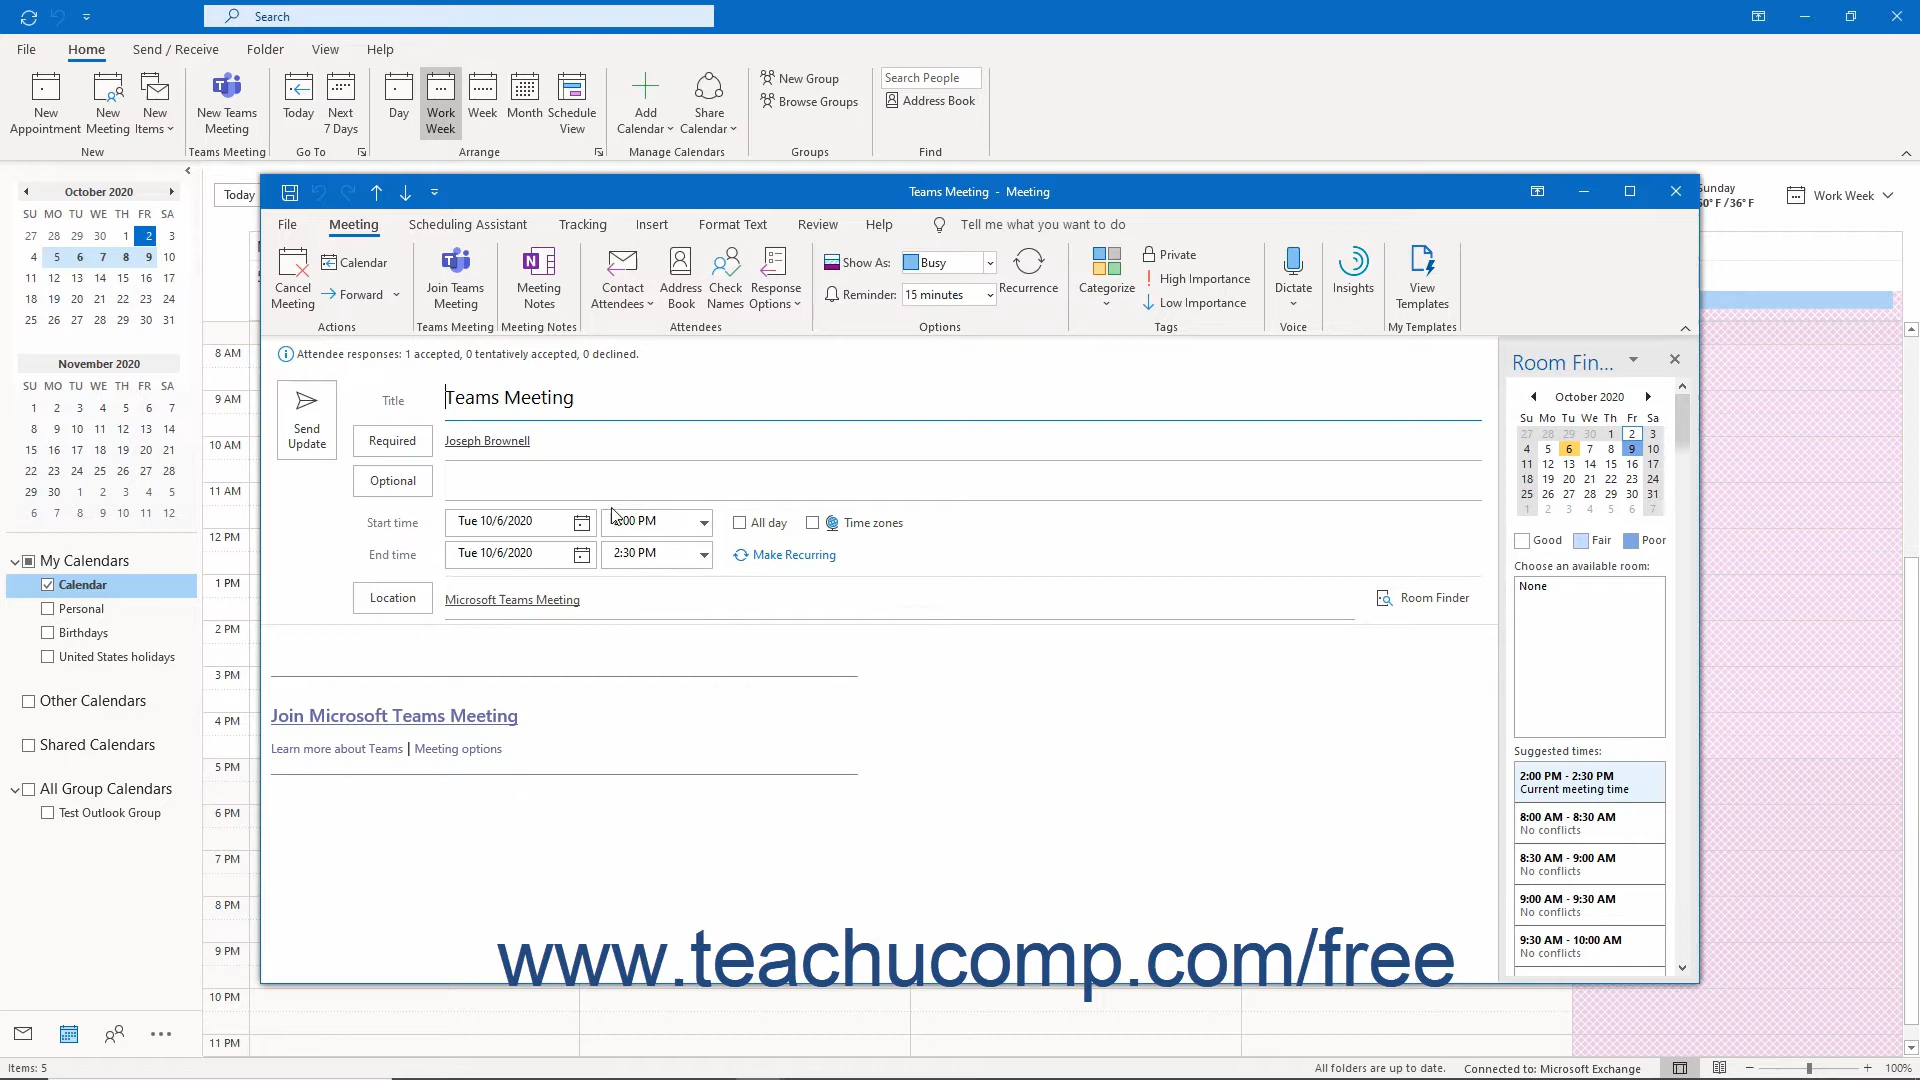 Search
File Home Send / Receive Folder View Help
New Appointment
New Meeting
New Items
New
New Teams Meeting
Teams Meeting
Today
Next 7 Days
Go To
Day
Work Week
Week
Month
Schedule View
Arrange
Add Calendar
Share Calendar
Manage Calendars
New Group
Browse Groups
Groups
Search People
Address Book
Find
October 2020
SU MO TU WE TH FR SA
27 28 29 30 1 2 3
4 5 6 7 8 9 10
11 12 13 14 15 16 17
18 19 20 21 22 23 24
25 26 27 28 29 30 31
November 2020
SU MO TU WE TH FR SA
1 2 3 4 5 6 7
8 9 10 11 12 13 14
15 16 17 18 19 20 21
22 23 24 25 26 27 28
29 30 1 2 3 4 5
6 7 8 9 10 11 12
My Calendars
Calendar
Personal
Birthdays
United States holidays
Other Calendars
Shared Calendars
All Group Calendars
Test Outlook Group
Today
Work Week
8 AM
9 AM
10 AM
11 AM
12 PM
1 PM
2 PM
3 PM
4 PM
5 PM
6 PM
7 PM
8 PM
9 PM
10 PM
11 PM
Teams Meeting - Meeting
File Meeting Scheduling Assistant Tracking Insert Format Text Review Help Tell me what you want to do
Cancel Meeting
Calendar
Forward
Actions
Join Teams Meeting
Teams Meeting
Meeting Notes
Meeting Notes
Contact Attendees
Address Book
Check Names
Response Options
Attendees
Show As: Busy
Reminder: 15 minutes
Recurrence
Options
Categorize
Private
High Importance
Low Importance
Tags
Dictate
Voice
Insights
View Templates
My Templates
Attendee responses: 1 accepted, 0 tentatively accepted, 0 declined.
Send Update
Title Teams Meeting
Required Joseph Brownell
Optional
Start time Tue 10/6/2020 :00 PM All day Time zones
End time Tue 10/6/2020 2:30 PM Make Recurring
Location Microsoft Teams Meeting Room Finder
Join Microsoft Teams Meeting
Learn more about Teams | Meeting options
Room Fin...
October 2020
Su Mo Tu We Th Fr Sa
27 28 29 30 1 2 3
4 5 6 7 8 9 10
11 12 13 14 15 16 17
18 19 20 21 22 23 24
25 26 27 28 29 30 31
1 2 3 4 5 6 7
Good Fair Poor
Choose an available room:
None
Suggested times:
2:00 PM - 2:30 PM
Current meeting time
8:00 AM - 8:30 AM
No conflicts
8:30 AM - 9:00 AM
No conflicts
9:00 AM - 9:30 AM
No conflicts
9:30 AM - 10:00 AM
No conflicts
www.teachucomp.com/free
Items: 5
All folders are up to date. Connected to: Microsoft Exchange 100%